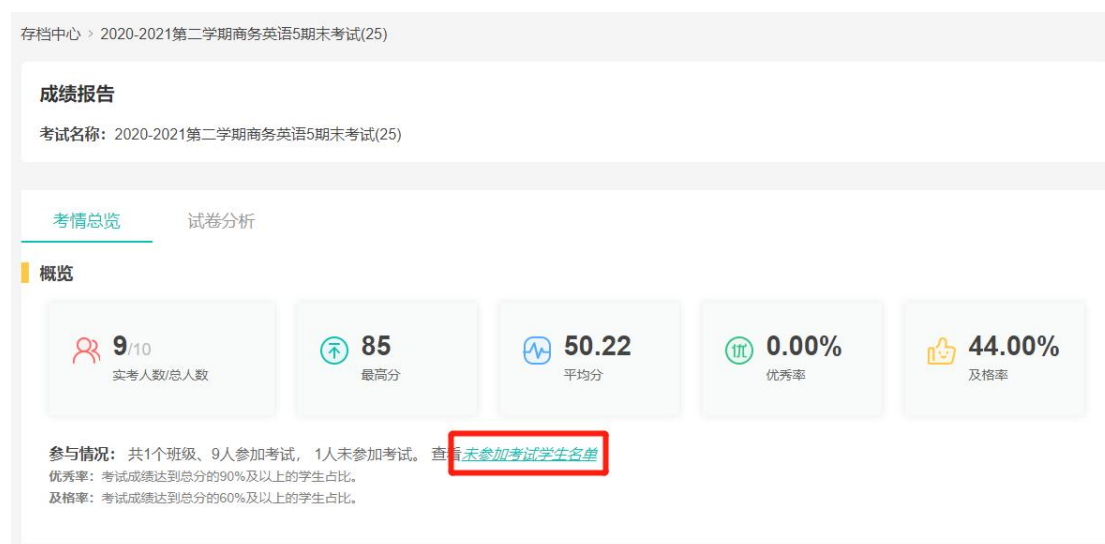 存档中心 > 2020-2021第二学期商务英语5期末考试(25)
成绩报告
考试名称：2020-2021第二学期商务英语5期末考试(25)
考情总览 试卷分析
概览
9/10 85 50.22 优 0.00% 44.00%
实考人数/总人数 最高分 平均分 优秀率 及格率
参与情况：共1个班级、9人参加考试，1人未参加考试。查看未参加考试学生名单
优秀率：考试成绩达到总分的90%及以上的学生占比。
及格率：考试成绩达到总分的60%及以上的学生占比。